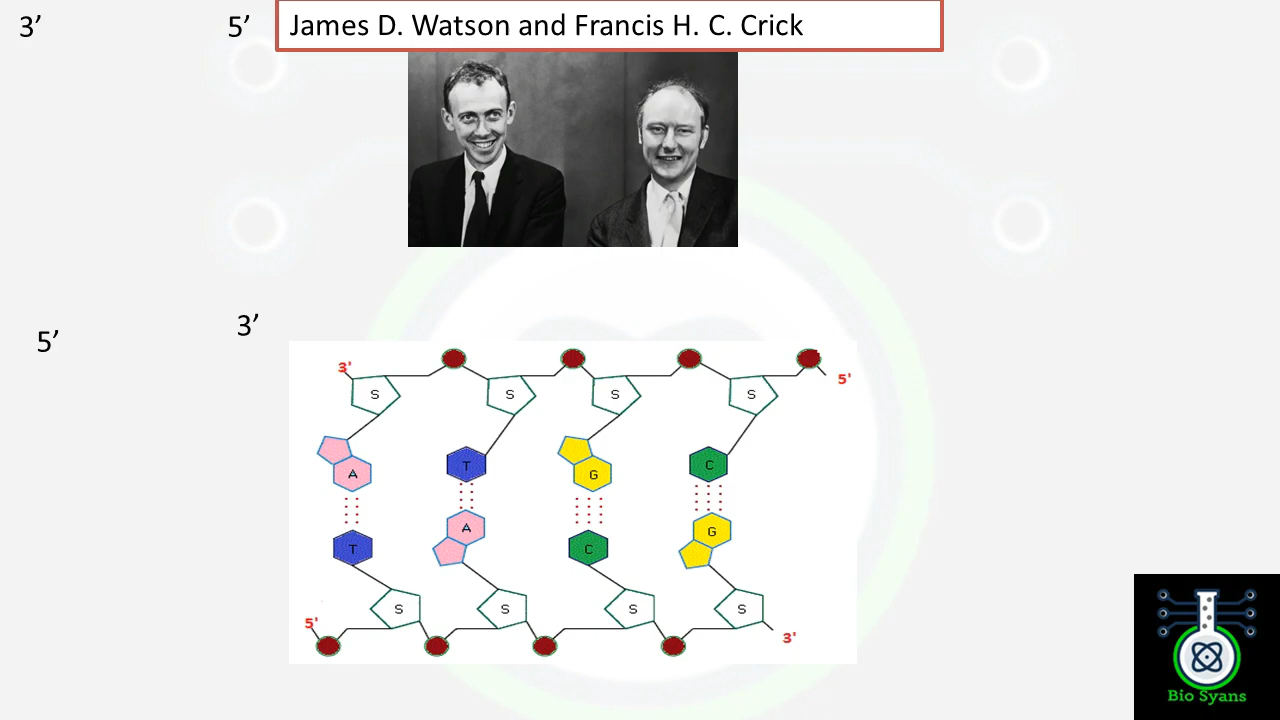 3’ 5’ James D. Watson and Francis H. C. Crick
3’
5’
3' 5'
S S S S
A T G C
T A C G
S S S S
5' 3'
Bio Syans